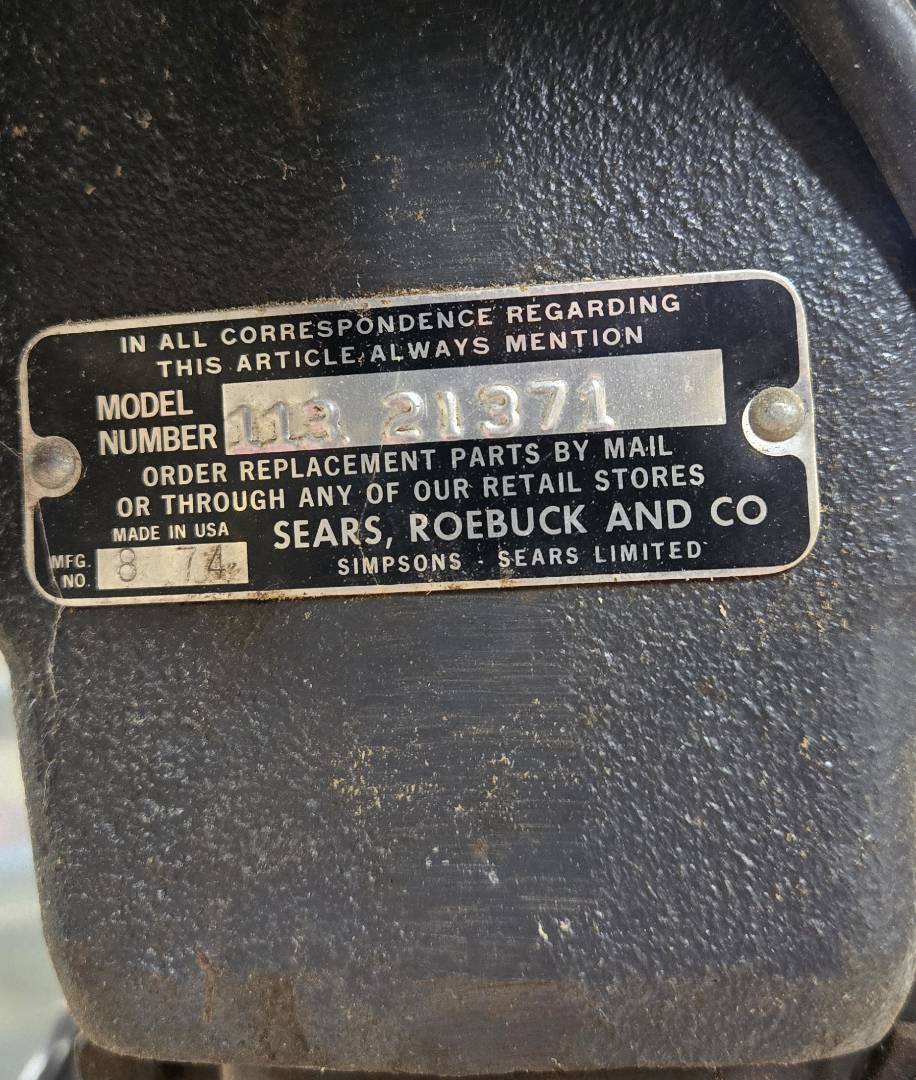 IN ALL CORRESPONDENCE REGARDING
THIS ARTICLE, ALWAYS MENTION
MODEL
NUMBER 113 21371
ORDER REPLACEMENT PARTS BY MAIL
OR THROUGH ANY OF OUR RETAIL STORES
MADE IN USA SEARS, ROEBUCK AND CO
MFG.
NO. 8 74
SIMPSONS - SEARS LIMITED